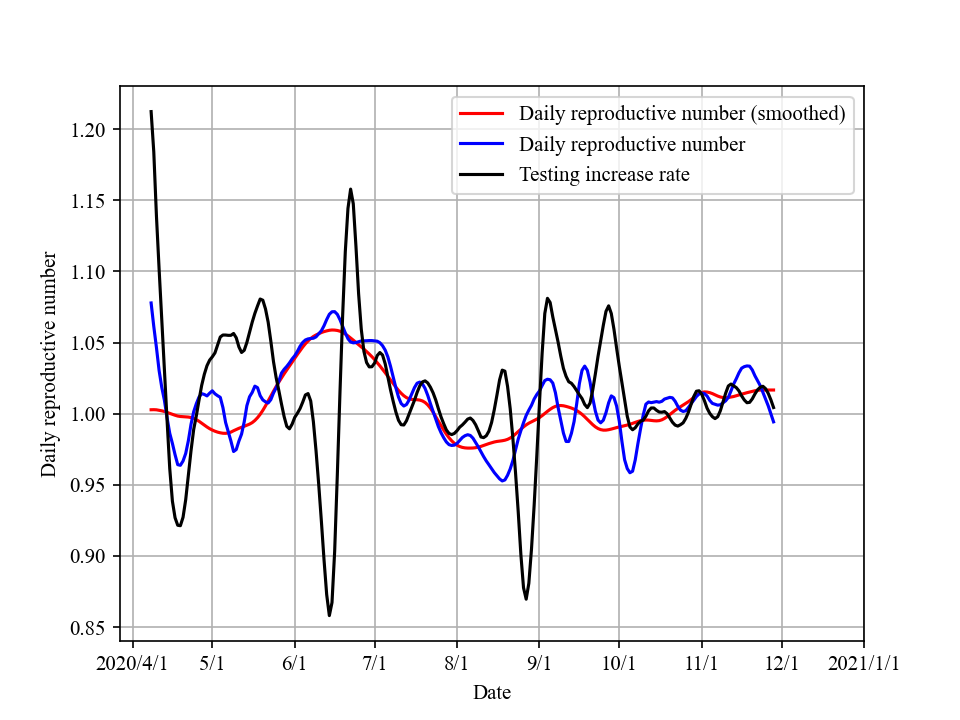 Daily reproductive number (smoothed)
Daily reproductive number
Testing increase rate
1.20
1.15
1.10
1.05
1.00
0.95
0.90
0.85
Daily reproductive number
2020/4/1 5/1 6/1 7/1 8/1 9/1 10/1 11/1 12/1 2021/1/1
Date